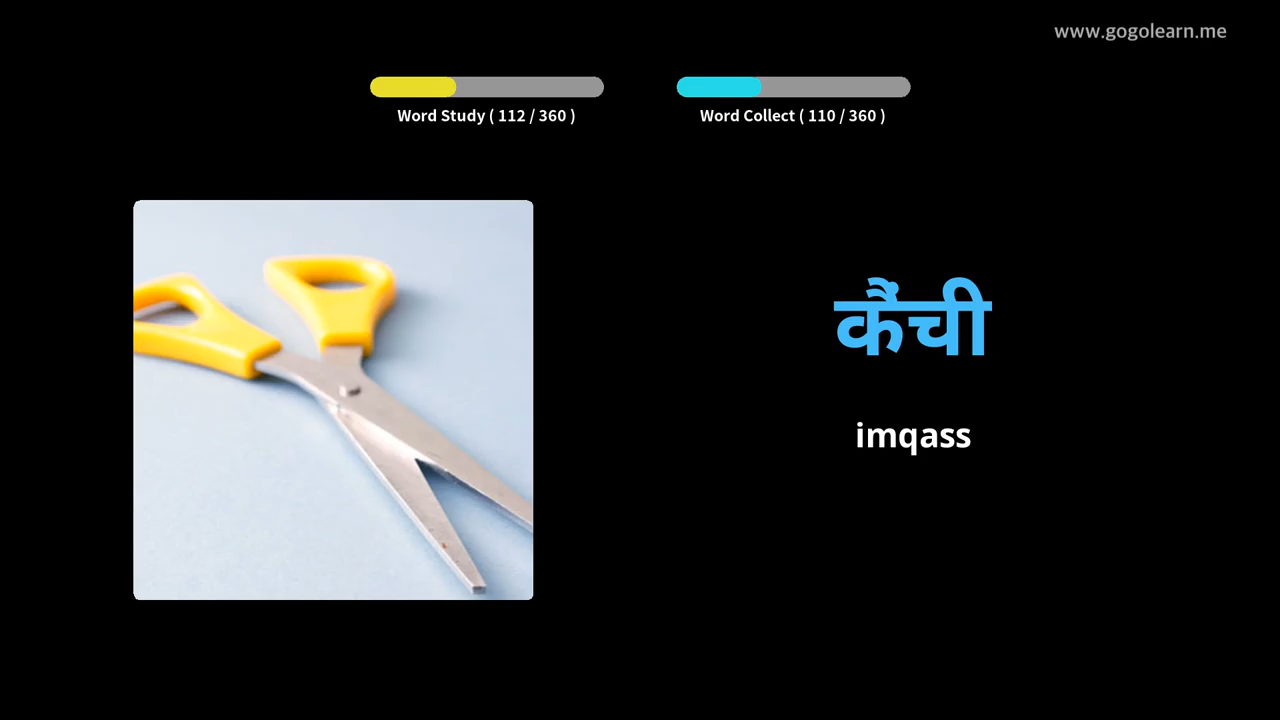 www.gogolearn.me
Word Study ( 112 / 360 )
Word Collect ( 110 / 360 )
कैंची
imqass